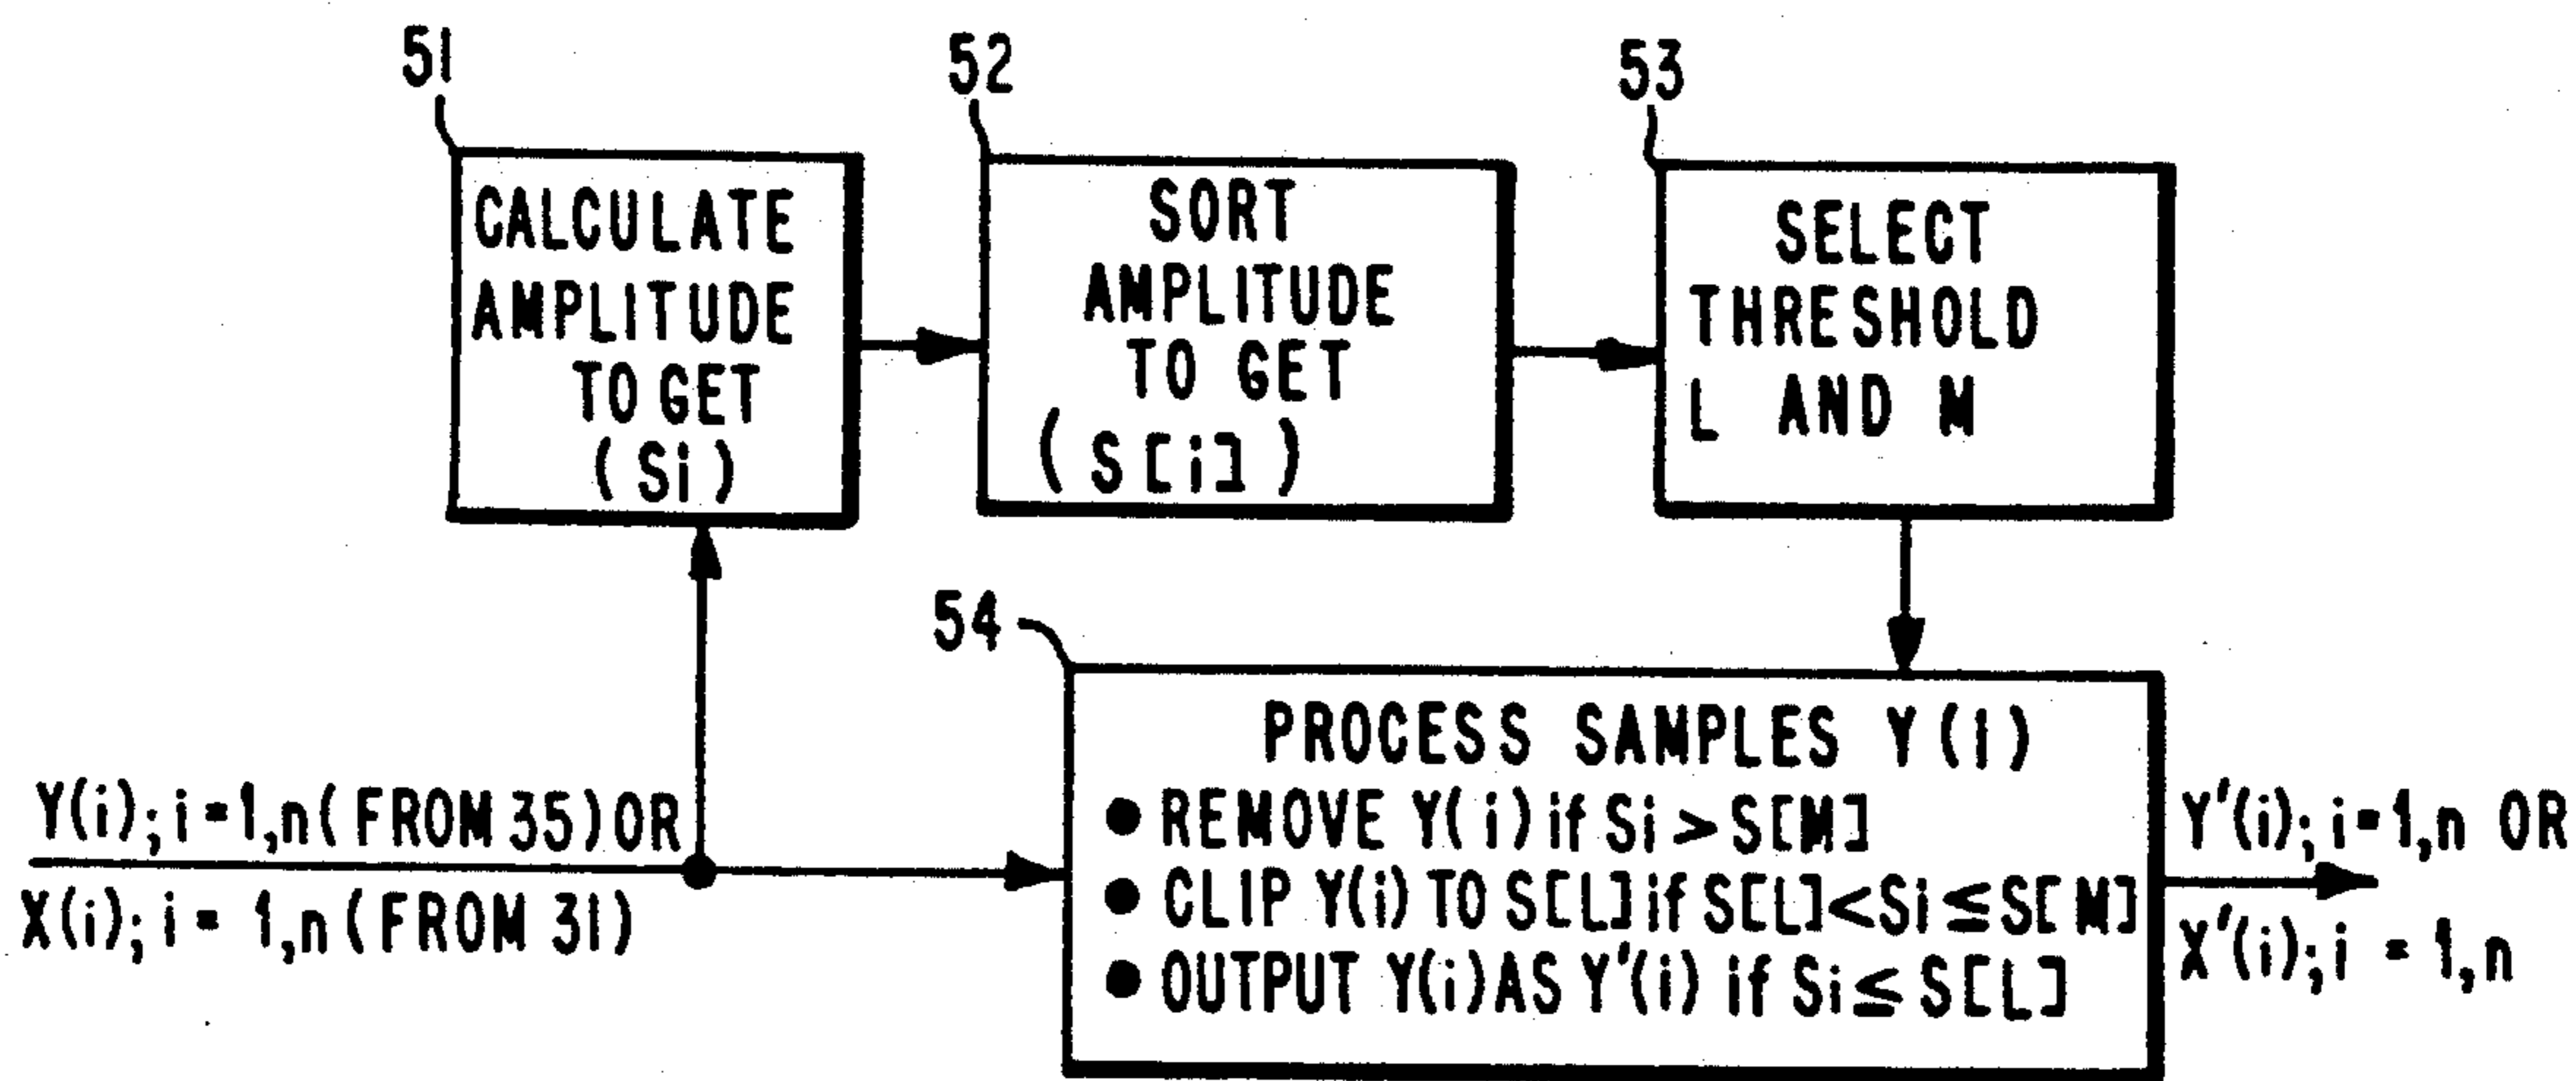 51
CALCULATE
AMPLITUDE
TO GET
(Si)
52
SORT
AMPLITUDE
TO GET
(S[i])
53
SELECT
THRESHOLD
L AND M
54
PROCESS SAMPLES Y(i)
● REMOVE Y(i) if Si > S[M]
● CLIP Y(i) TO S[L] if S[L]<Si≦S[M]
● OUTPUT Y(i) AS Y'(i) if Si≦S[L]
Y(i); i=1,n (FROM 35) OR
X(i); i = 1,n (FROM 31)
Y'(i); i=1,n OR
X'(i); i = 1,n